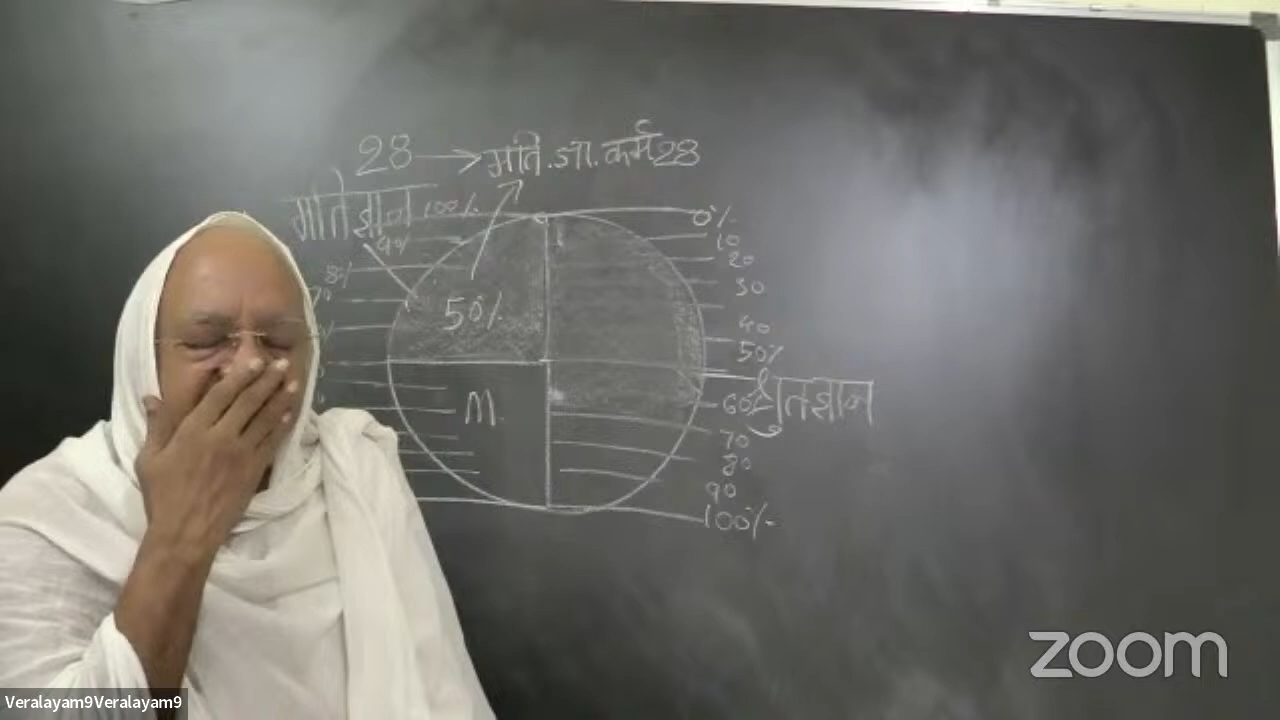 28 → मति.ज्ञा. कर्म 28
मतिज्ञान 100%
0%
90%
10
20
80%
30
50%
40
50%
60
श्रुतज्ञान
m.
70
80
90
100%
zoom
Veralayam9Veralayam9